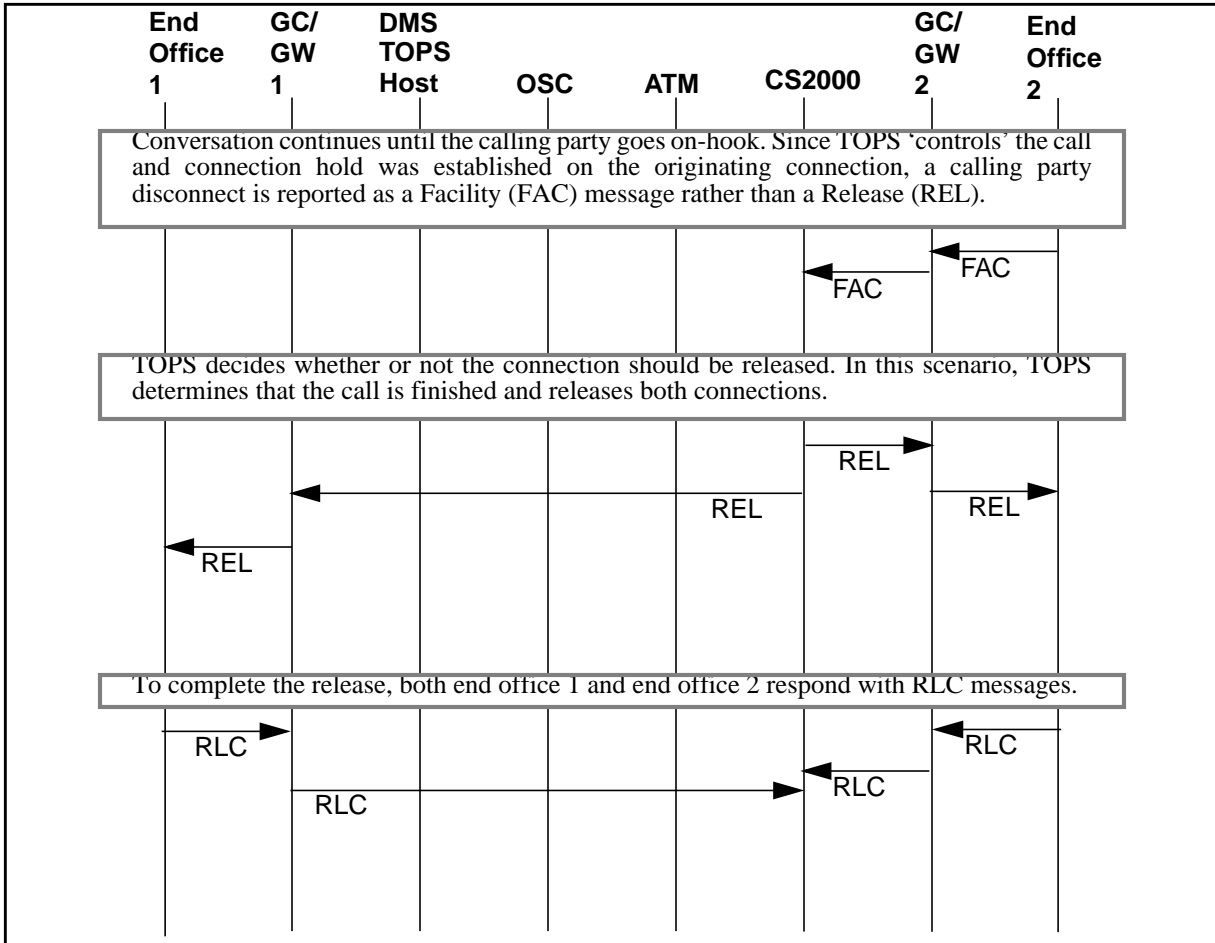 End Office 1
GC/ GW 1
DMS TOPS Host
OSC
ATM
CS2000
GC/ GW 2
End Office 2
Conversation continues until the calling party goes on-hook. Since TOPS ‘controls’ the call
and connection hold was established on the originating connection, a calling party
disconnect is reported as a Facility (FAC) message rather than a Release (REL).
FAC
FAC
TOPS decides whether or not the connection should be released. In this scenario, TOPS
determines that the call is finished and releases both connections.
REL
REL
REL
REL
To complete the release, both end office 1 and end office 2 respond with RLC messages.
RLC
RLC
RLC
RLC